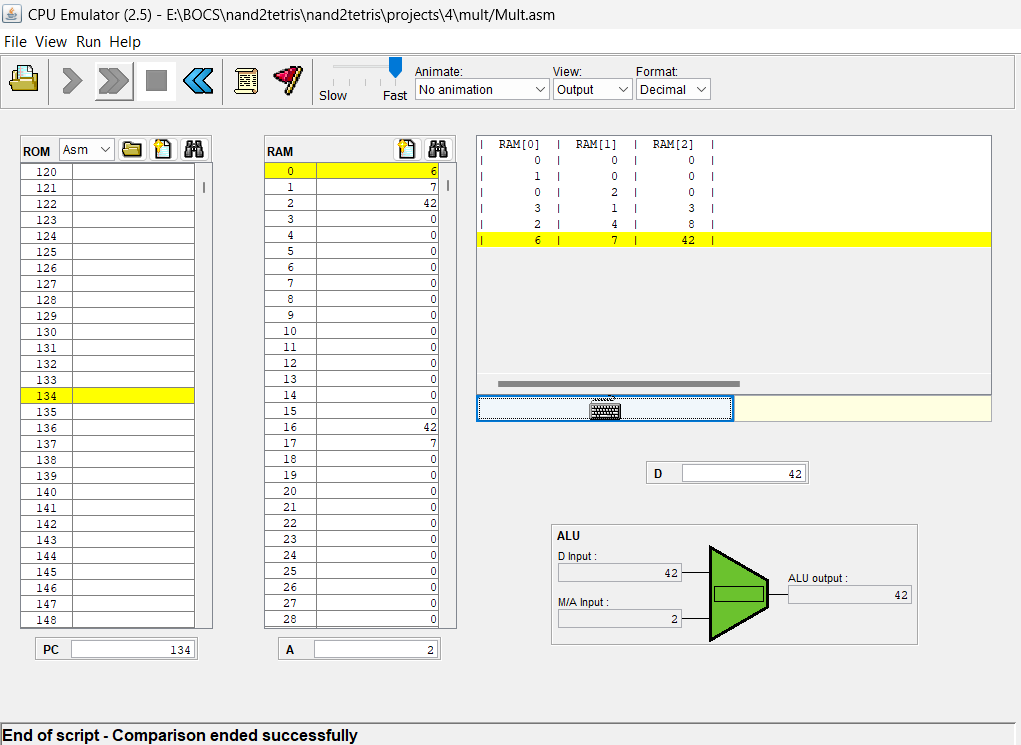 CPU Emulator (2.5) - E:\BOCS\nand2tetris\nand2tetris\projects\4\mult/Mult.asm
File View Run Help
Slow Fast
Animate:
No animation
View:
Output
Format:
Decimal
ROM Asm
120
121
122
123
124
125
126
127
128
129
130
131
132
133
134
135
136
137
138
139
140
141
142
143
144
145
146
147
148
PC 134
RAM
0 6
1 7
2 42
3 0
4 0
5 0
6 0
7 0
8 0
9 0
10 0
11 0
12 0
13 0
14 0
15 0
16 42
17 7
18 0
19 0
20 0
21 0
22 0
23 0
24 0
25 0
26 0
27 0
28 0
A 2
| RAM[0] | RAM[1] | RAM[2] |
| 0 | 0 | 0 |
| 1 | 0 | 0 |
| 0 | 2 | 0 |
| 3 | 1 | 3 |
| 2 | 4 | 8 |
| 6 | 7 | 42 |
D 42
ALU
D Input :
42
M/A Input :
2
ALU output :
42
End of script - Comparison ended successfully